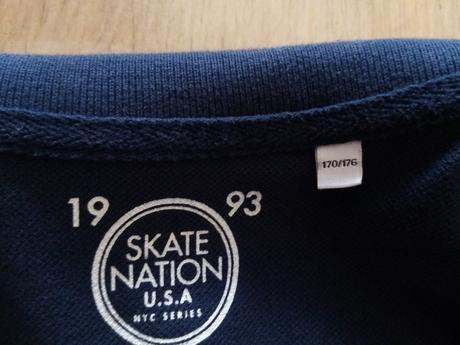 170/176
19 93
SKATE
NATION
U.S.A
NYC SERIES